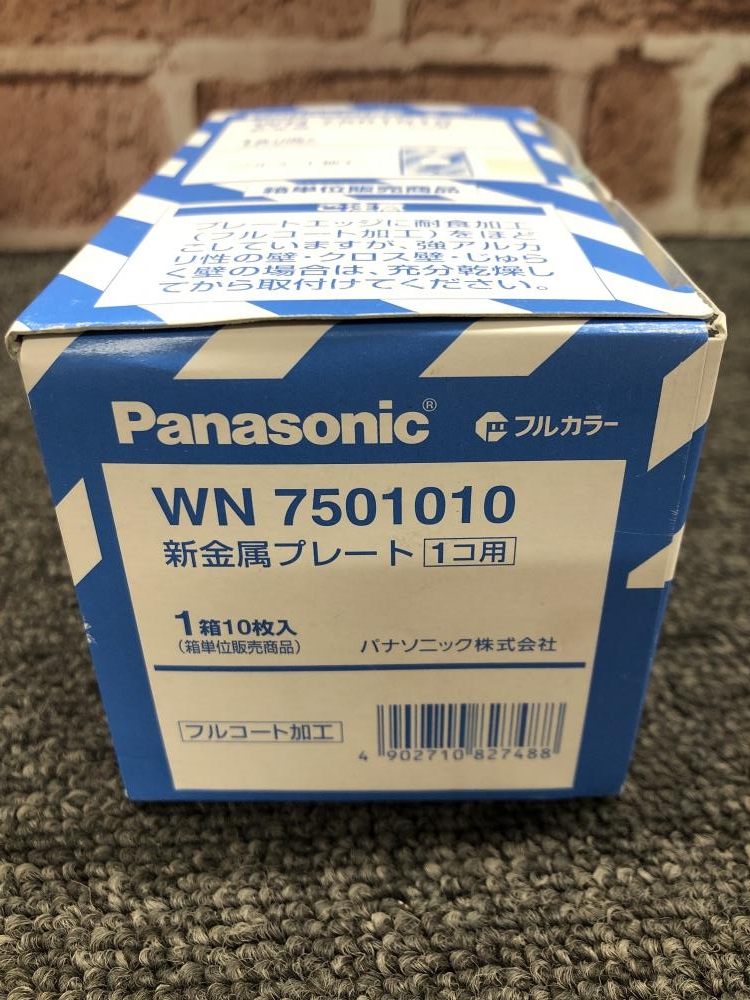 箱単位販売商品
プレートエッジに耐食加工
(フルコート加工)をほど
こしていますが、強アルカ
リ性の壁・クロス壁・じゅら
く壁の場合は、充分乾燥し
てから取付けてください。
Panasonic® フルカラー
WN 7501010
新金属プレート 1コ用
1箱10枚入
(箱単位販売商品) パナソニック株式会社
フルコート加工
4 902710 827488